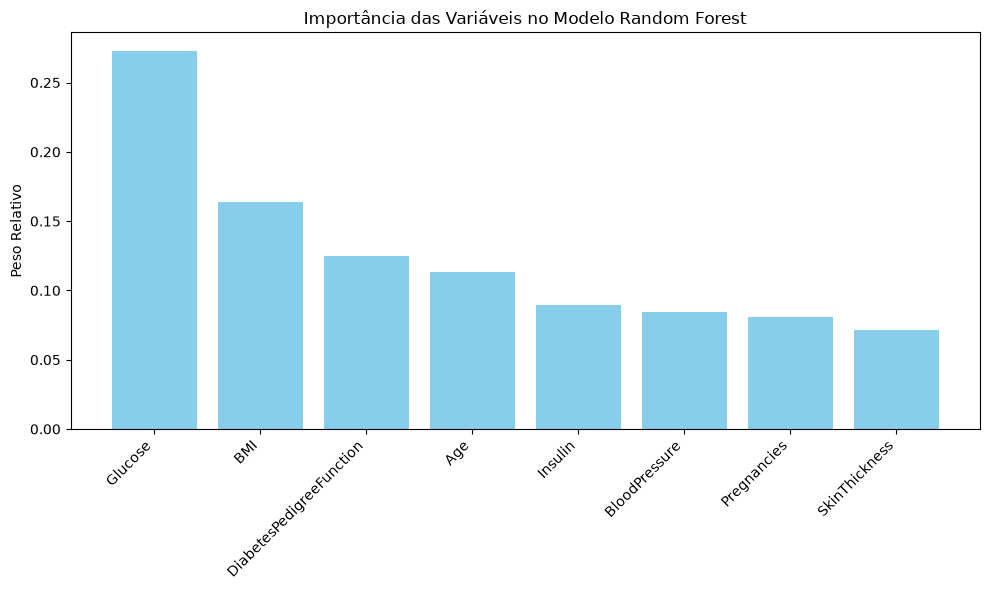 Importância das Variáveis no Modelo Random Forest
Peso Relativo
0.25
0.20
0.15
0.10
0.05
0.00
Glucose
BMI
DiabetesPedigreeFunction
Age
Insulin
BloodPressure
Pregnancies
SkinThickness